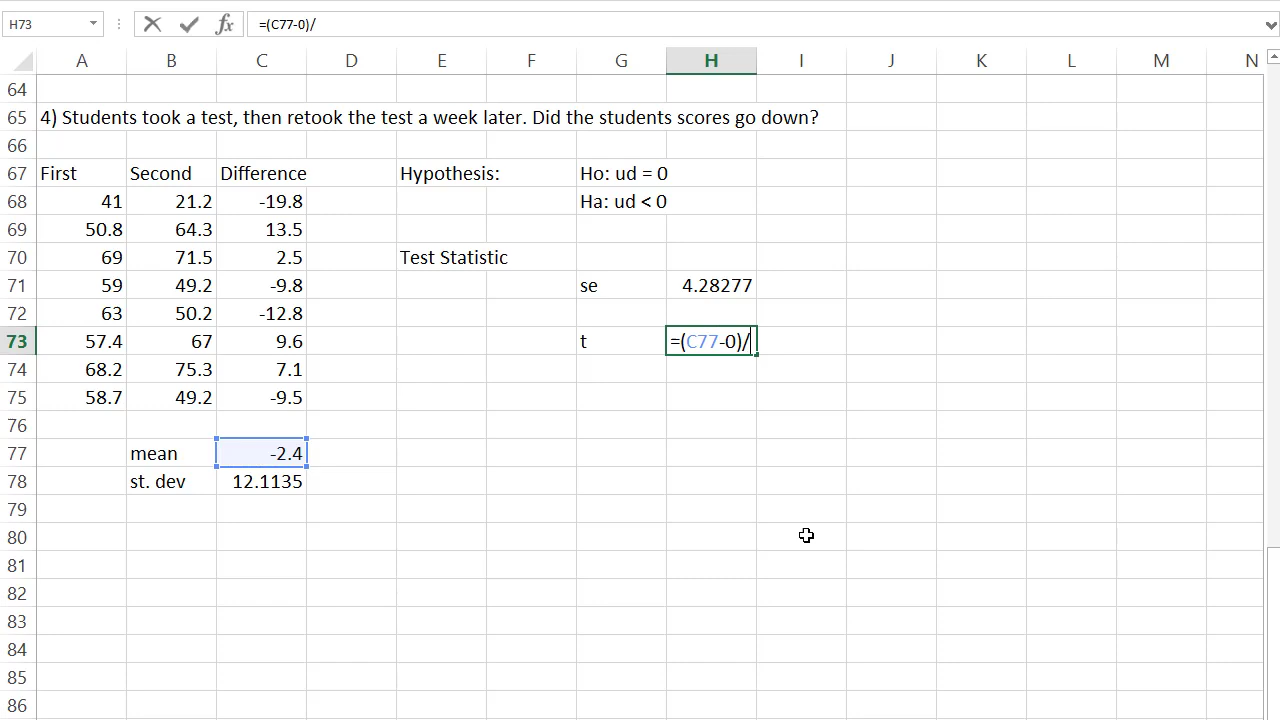 H73 fx =(C77-0)/
A B C D E F G H I J K L M N
64
65 4) Students took a test, then retook the test a week later. Did the students scores go down?
66
67 First Second Difference Hypothesis: Ho: ud = 0
68 41 21.2 -19.8 Ha: ud < 0
69 50.8 64.3 13.5
70 69 71.5 2.5 Test Statistic
71 59 49.2 -9.8 se 4.28277
72 63 50.2 -12.8
73 57.4 67 9.6 t =(C77-0)/
74 68.2 75.3 7.1
75 58.7 49.2 -9.5
76
77 mean -2.4
78 st. dev 12.1135
79
80
81
82
83
84
85
86